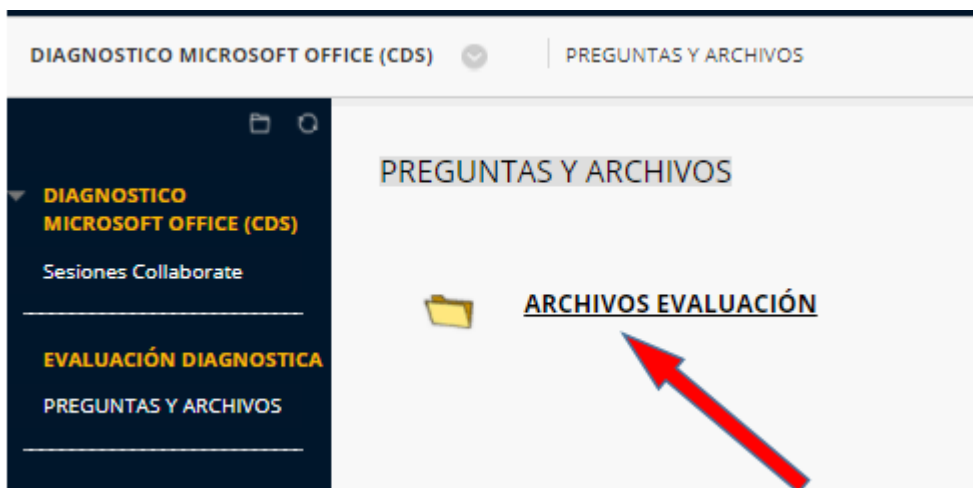 DIAGNOSTICO MICROSOFT OFFICE (CDS) PREGUNTAS Y ARCHIVOS
DIAGNOSTICO
MICROSOFT OFFICE (CDS)
Sesiones Collaborate
EVALUACIÓN DIAGNOSTICA
PREGUNTAS Y ARCHIVOS
PREGUNTAS Y ARCHIVOS
ARCHIVOS EVALUACIÓN